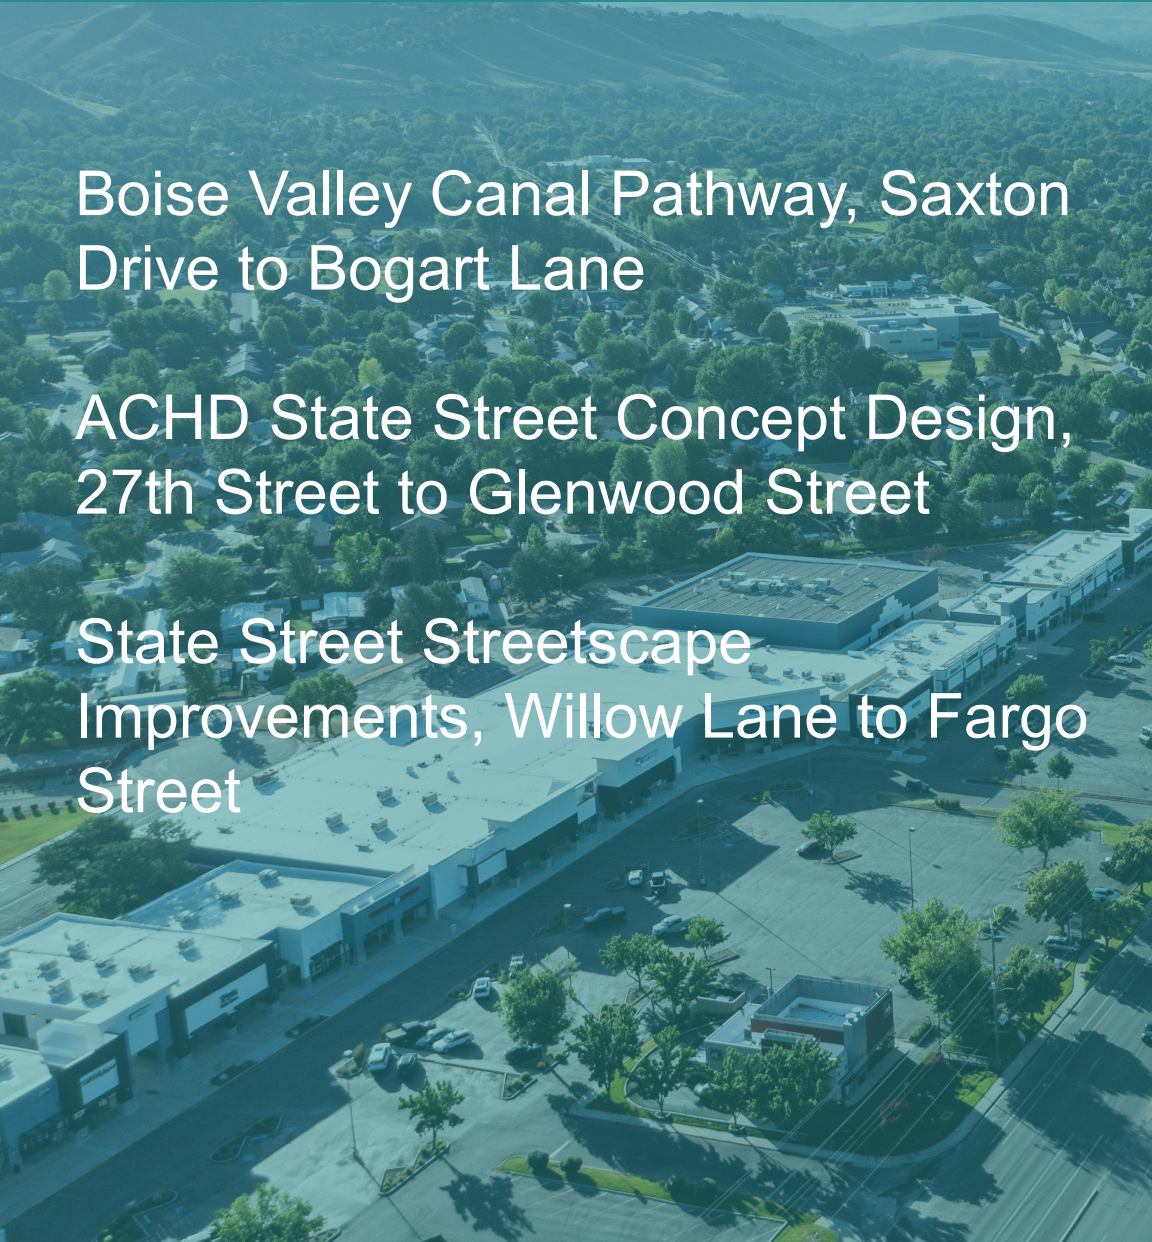 Boise Valley Canal Pathway, Saxton
Drive to Bogart Lane
ACHD State Street Concept Design,
27th Street to Glenwood Street
State Street Streetscape
Improvements, Willow Lane to Fargo
Street